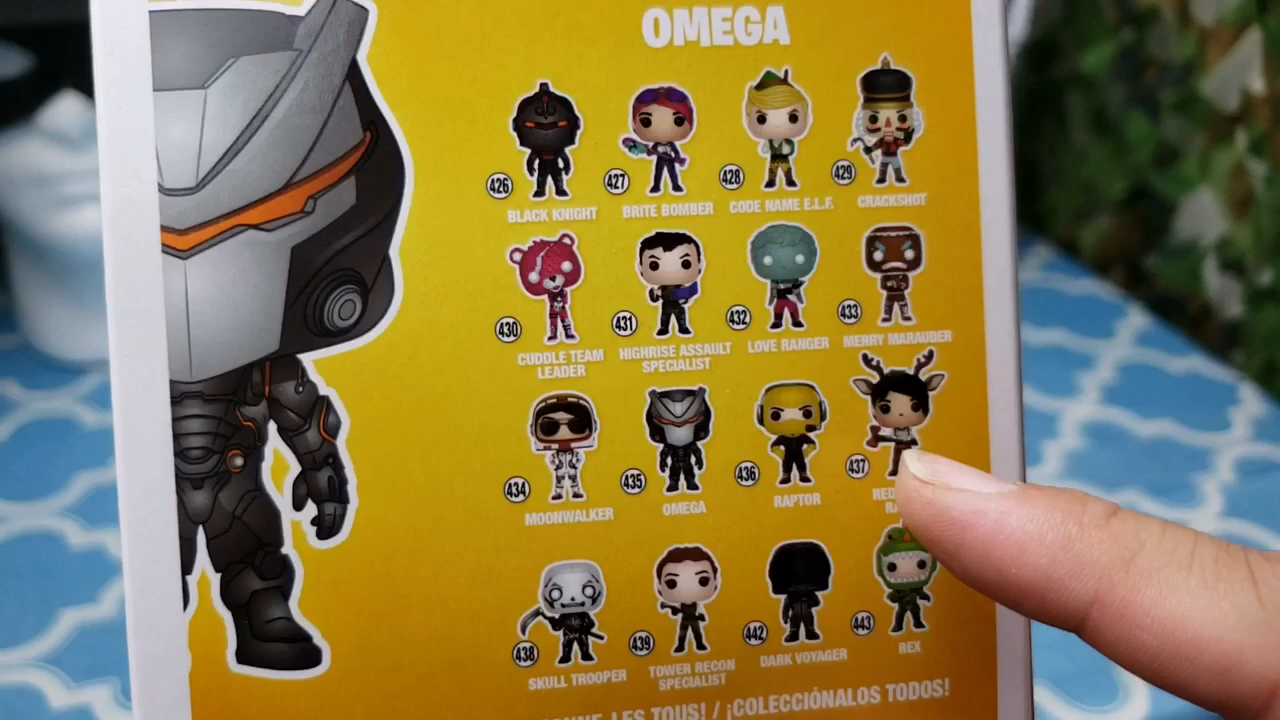 OMEGA
426 427 428 429
BLACK KNIGHT BRITE BOMBER CODE NAME E.L.F. CRACKSHOT
430 431 432 433
CUDDLE TEAM LEADER HIGHRISE ASSAULT SPECIALIST LOVE RANGER MERRY MARAUDER
434 435 436 437
MOONWALKER OMEGA RAPTOR
438 439 442 443
SKULL TROOPER TOWER RECON SPECIALIST DARK VOYAGER REX
LES TOUS! / ¡COLECCIÓNALOS TODOS!